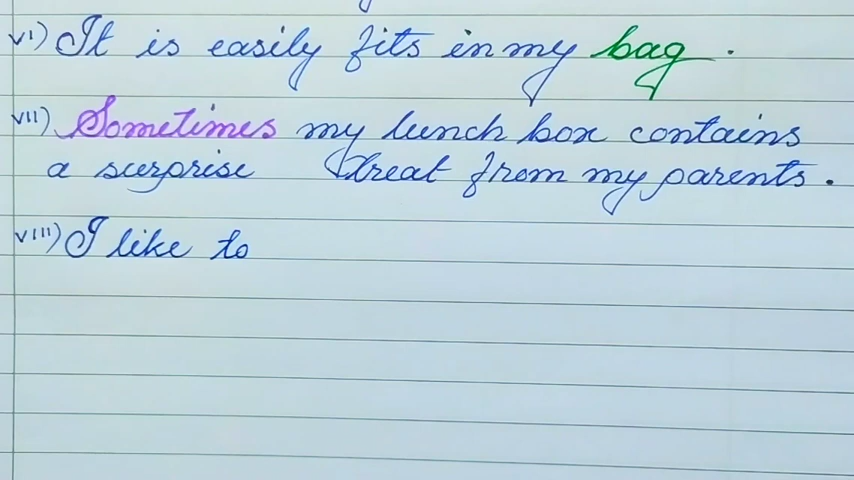 vi) It is easily fits in my bag.
vii) Sometimes my lunch box contains
a surprise treat from my parents.
viii) I like to